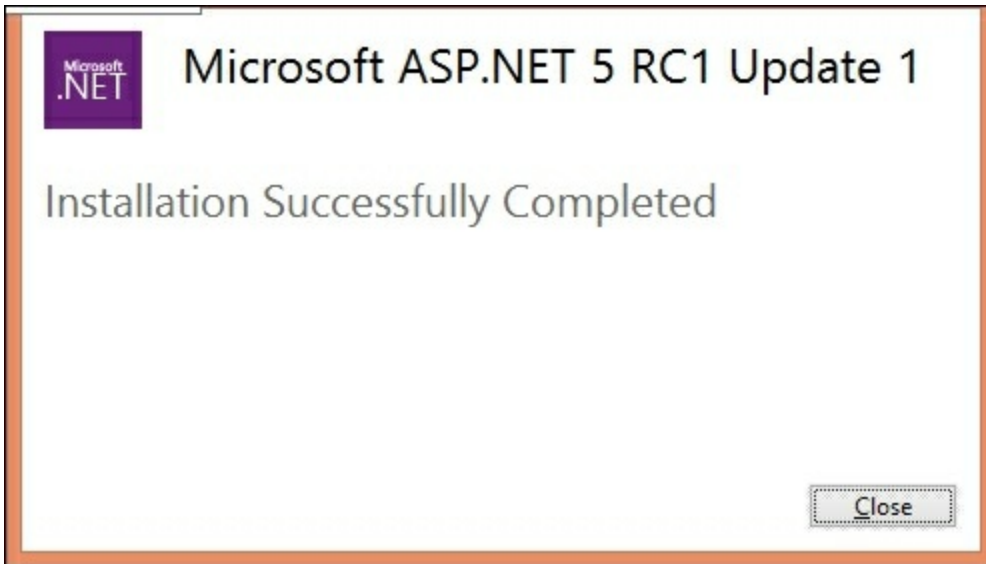 Microsoft
.NET
Microsoft ASP.NET 5 RC1 Update 1
Installation Successfully Completed
Close